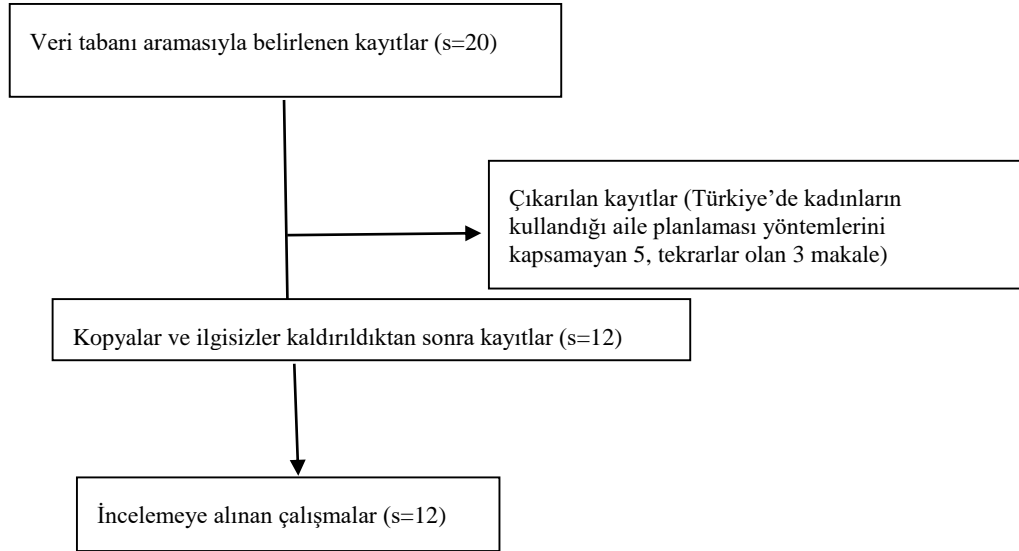 Veri tabanı aramasıyla belirlenen kayıtlar (s=20)
Çıkarılan kayıtlar (Türkiye’de kadınların
kullandığı aile planlaması yöntemlerini
kapsamayan 5, tekrarlar olan 3 makale)
Kopyalar ve ilgisizler kaldırıldıktan sonra kayıtlar (s=12)
İncelemeye alınan çalışmalar (s=12)